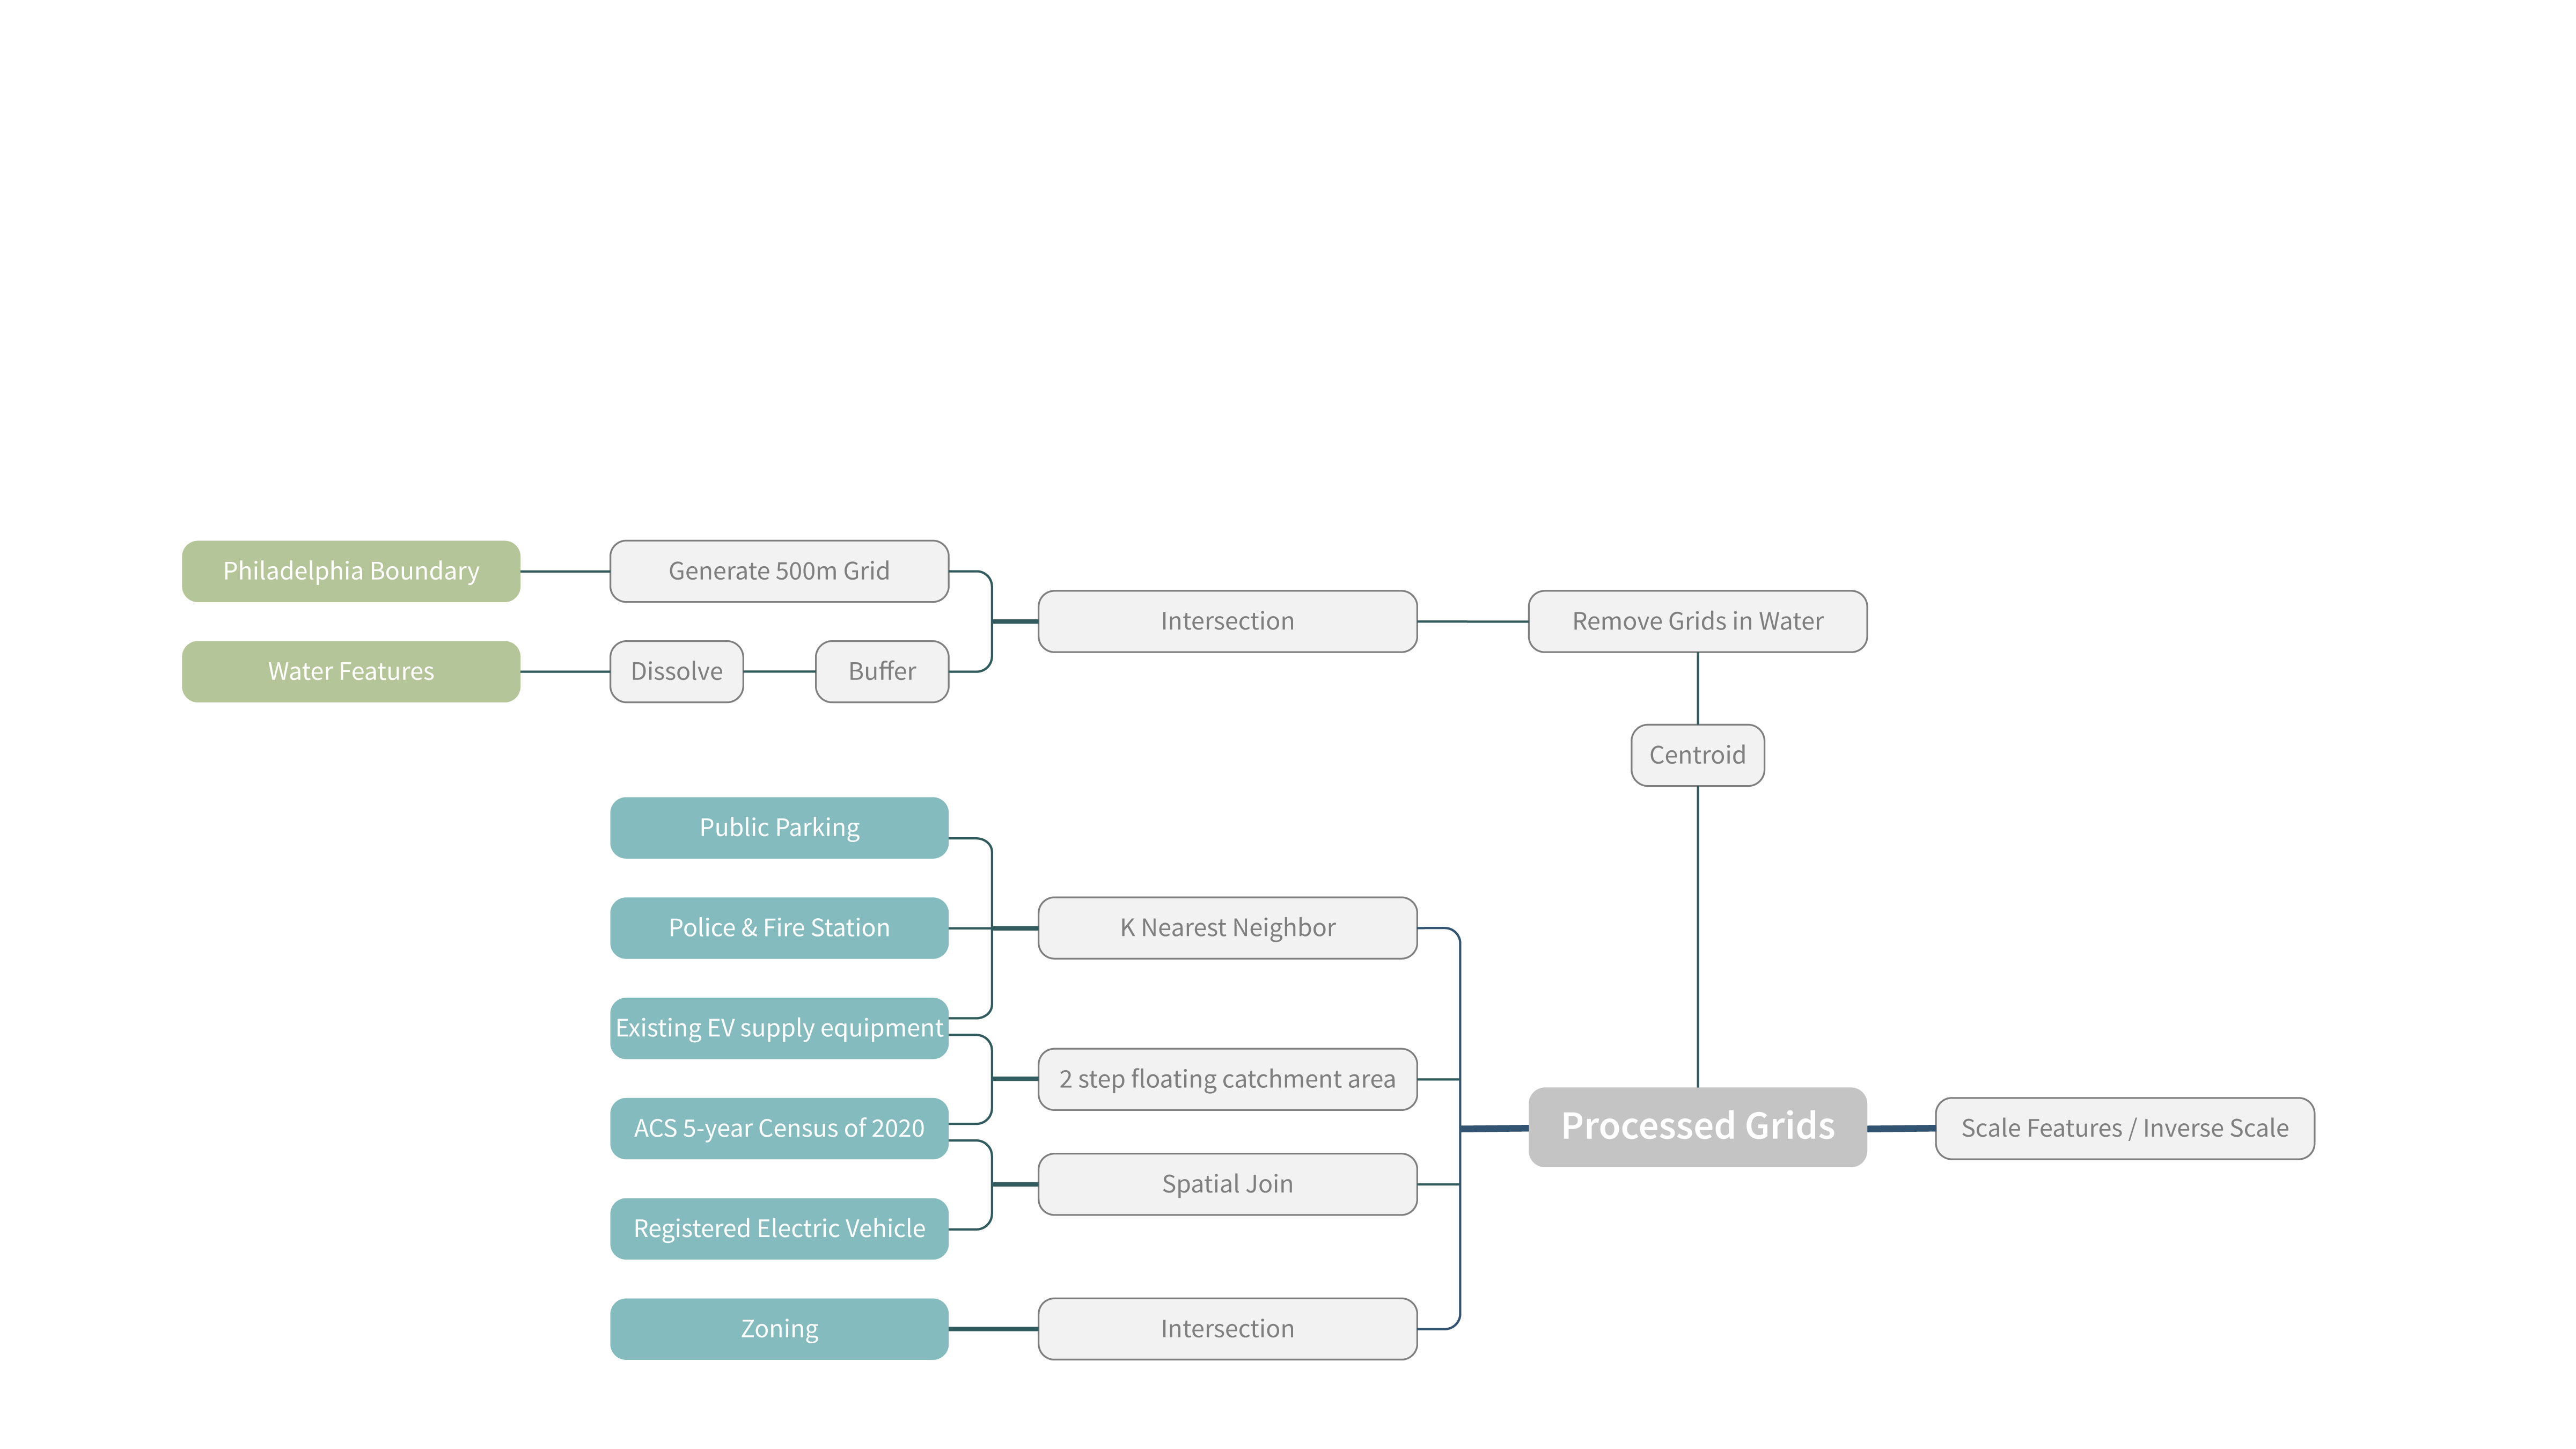 Philadelphia Boundary
Generate 500m Grid
Water Features
Dissolve
Buffer
Intersection
Remove Grids in Water
Centroid
Public Parking
Police & Fire Station
Existing EV supply equipment
ACS 5-year Census of 2020
Registered Electric Vehicle
Zoning
K Nearest Neighbor
2 step floating catchment area
Spatial Join
Intersection
Processed Grids
Scale Features / Inverse Scale